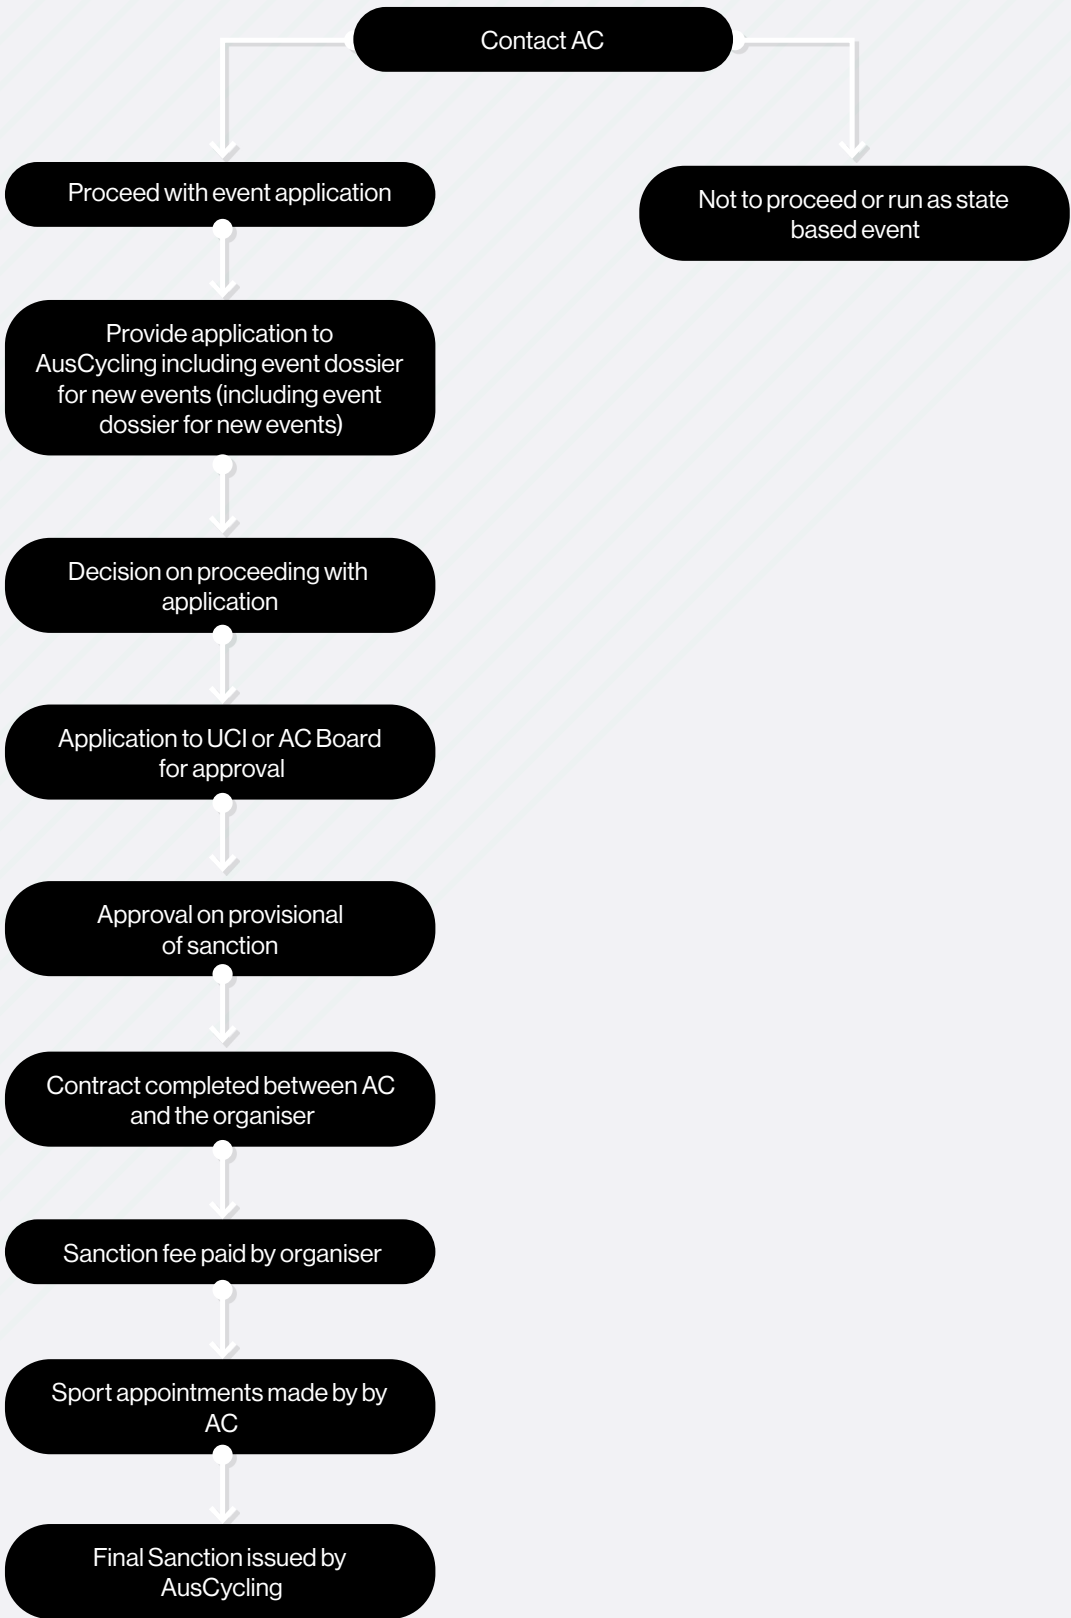 Contact AC
Proceed with event application
Not to proceed or run as state
based event
Provide application to
AusCycling including event dossier
for new events (including event
dossier for new events)
Decision on proceeding with
application
Application to UCI or AC Board
for approval
Approval on provisional
of sanction
Contract completed between AC
and the organiser
Sanction fee paid by organiser
Sport appointments made by by
AC
Final Sanction issued by
AusCycling